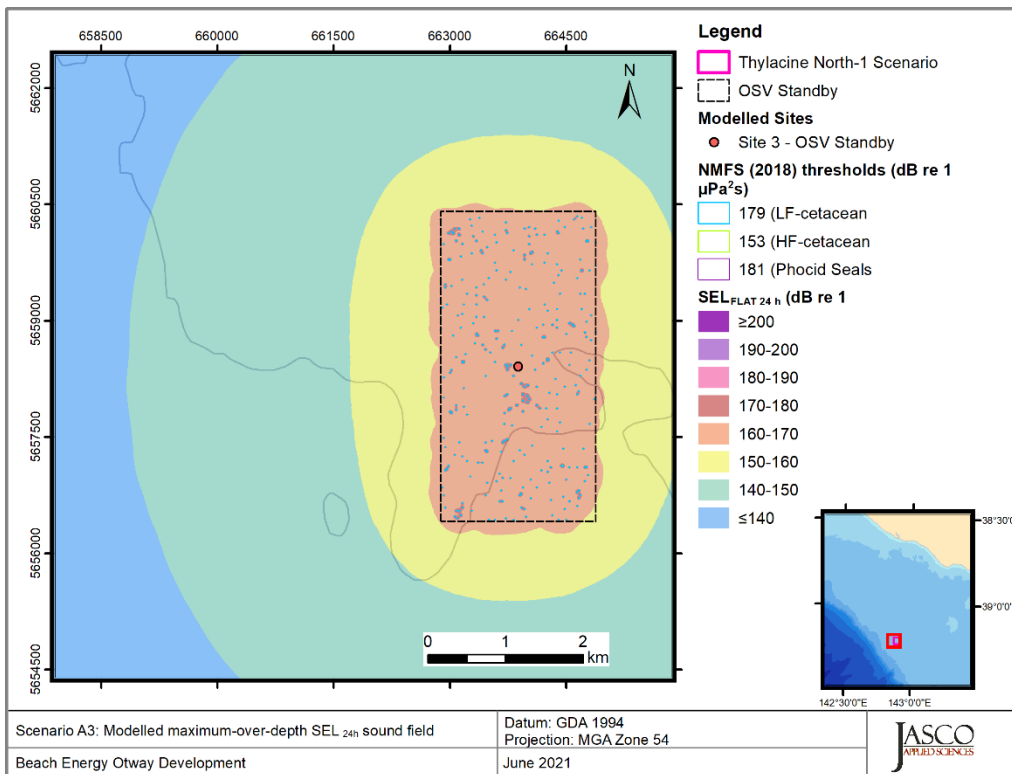 658500 660000 661500 663000 664500
5662000
5660500
5659000
5657500
5656000
5654500
N
0 1 2
km
Legend
Thylacine North-1 Scenario
OSV Standby
Modelled Sites
Site 3 - OSV Standby
NMFS (2018) thresholds (dB re 1
µPa²s)
179 (LF-cetacean
153 (HF-cetacean
181 (Phocid Seals
SEL FLAT 24 h (dB re 1
≥200
190-200
180-190
170-180
160-170
150-160
140-150
≤140
38°30'S
39°0'0"
142°30'0"E 143°0'0"E
Scenario A3: Modelled maximum-over-depth SEL 24h sound field
Datum: GDA 1994
Projection: MGA Zone 54
Beach Energy Otway Development
June 2021
JASCO
APPLIED SCIENCES